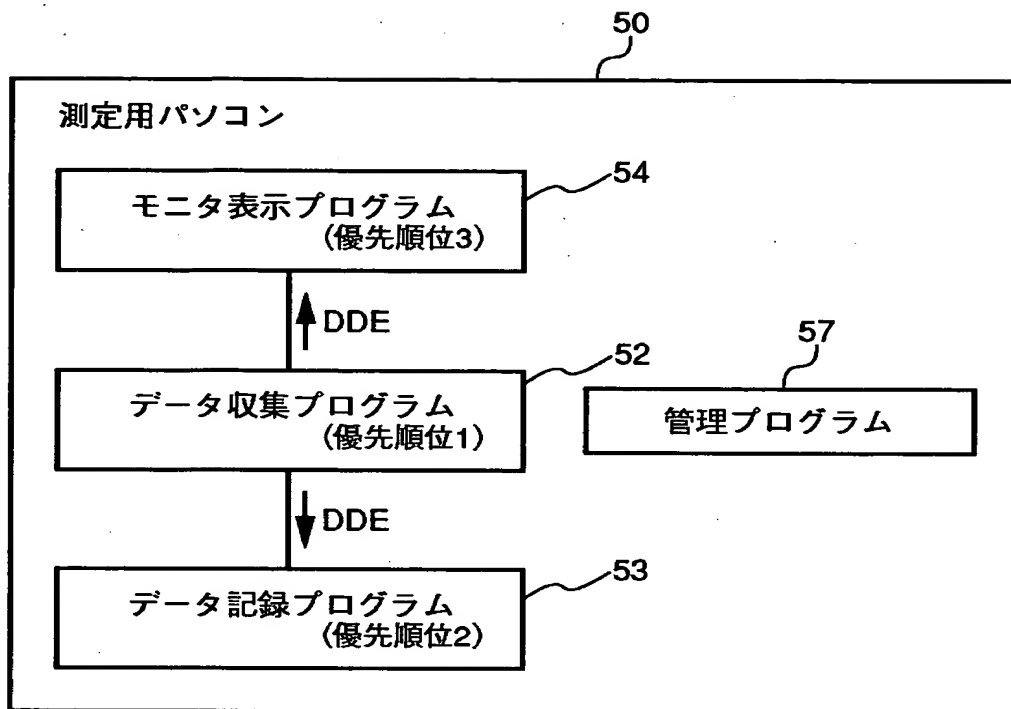 50
測定用パソコン
54
モニタ表示プログラム
(優先順位3)
DDE
52
データ収集プログラム
(優先順位1)
57
管理プログラム
DDE
53
データ記録プログラム
(優先順位2)